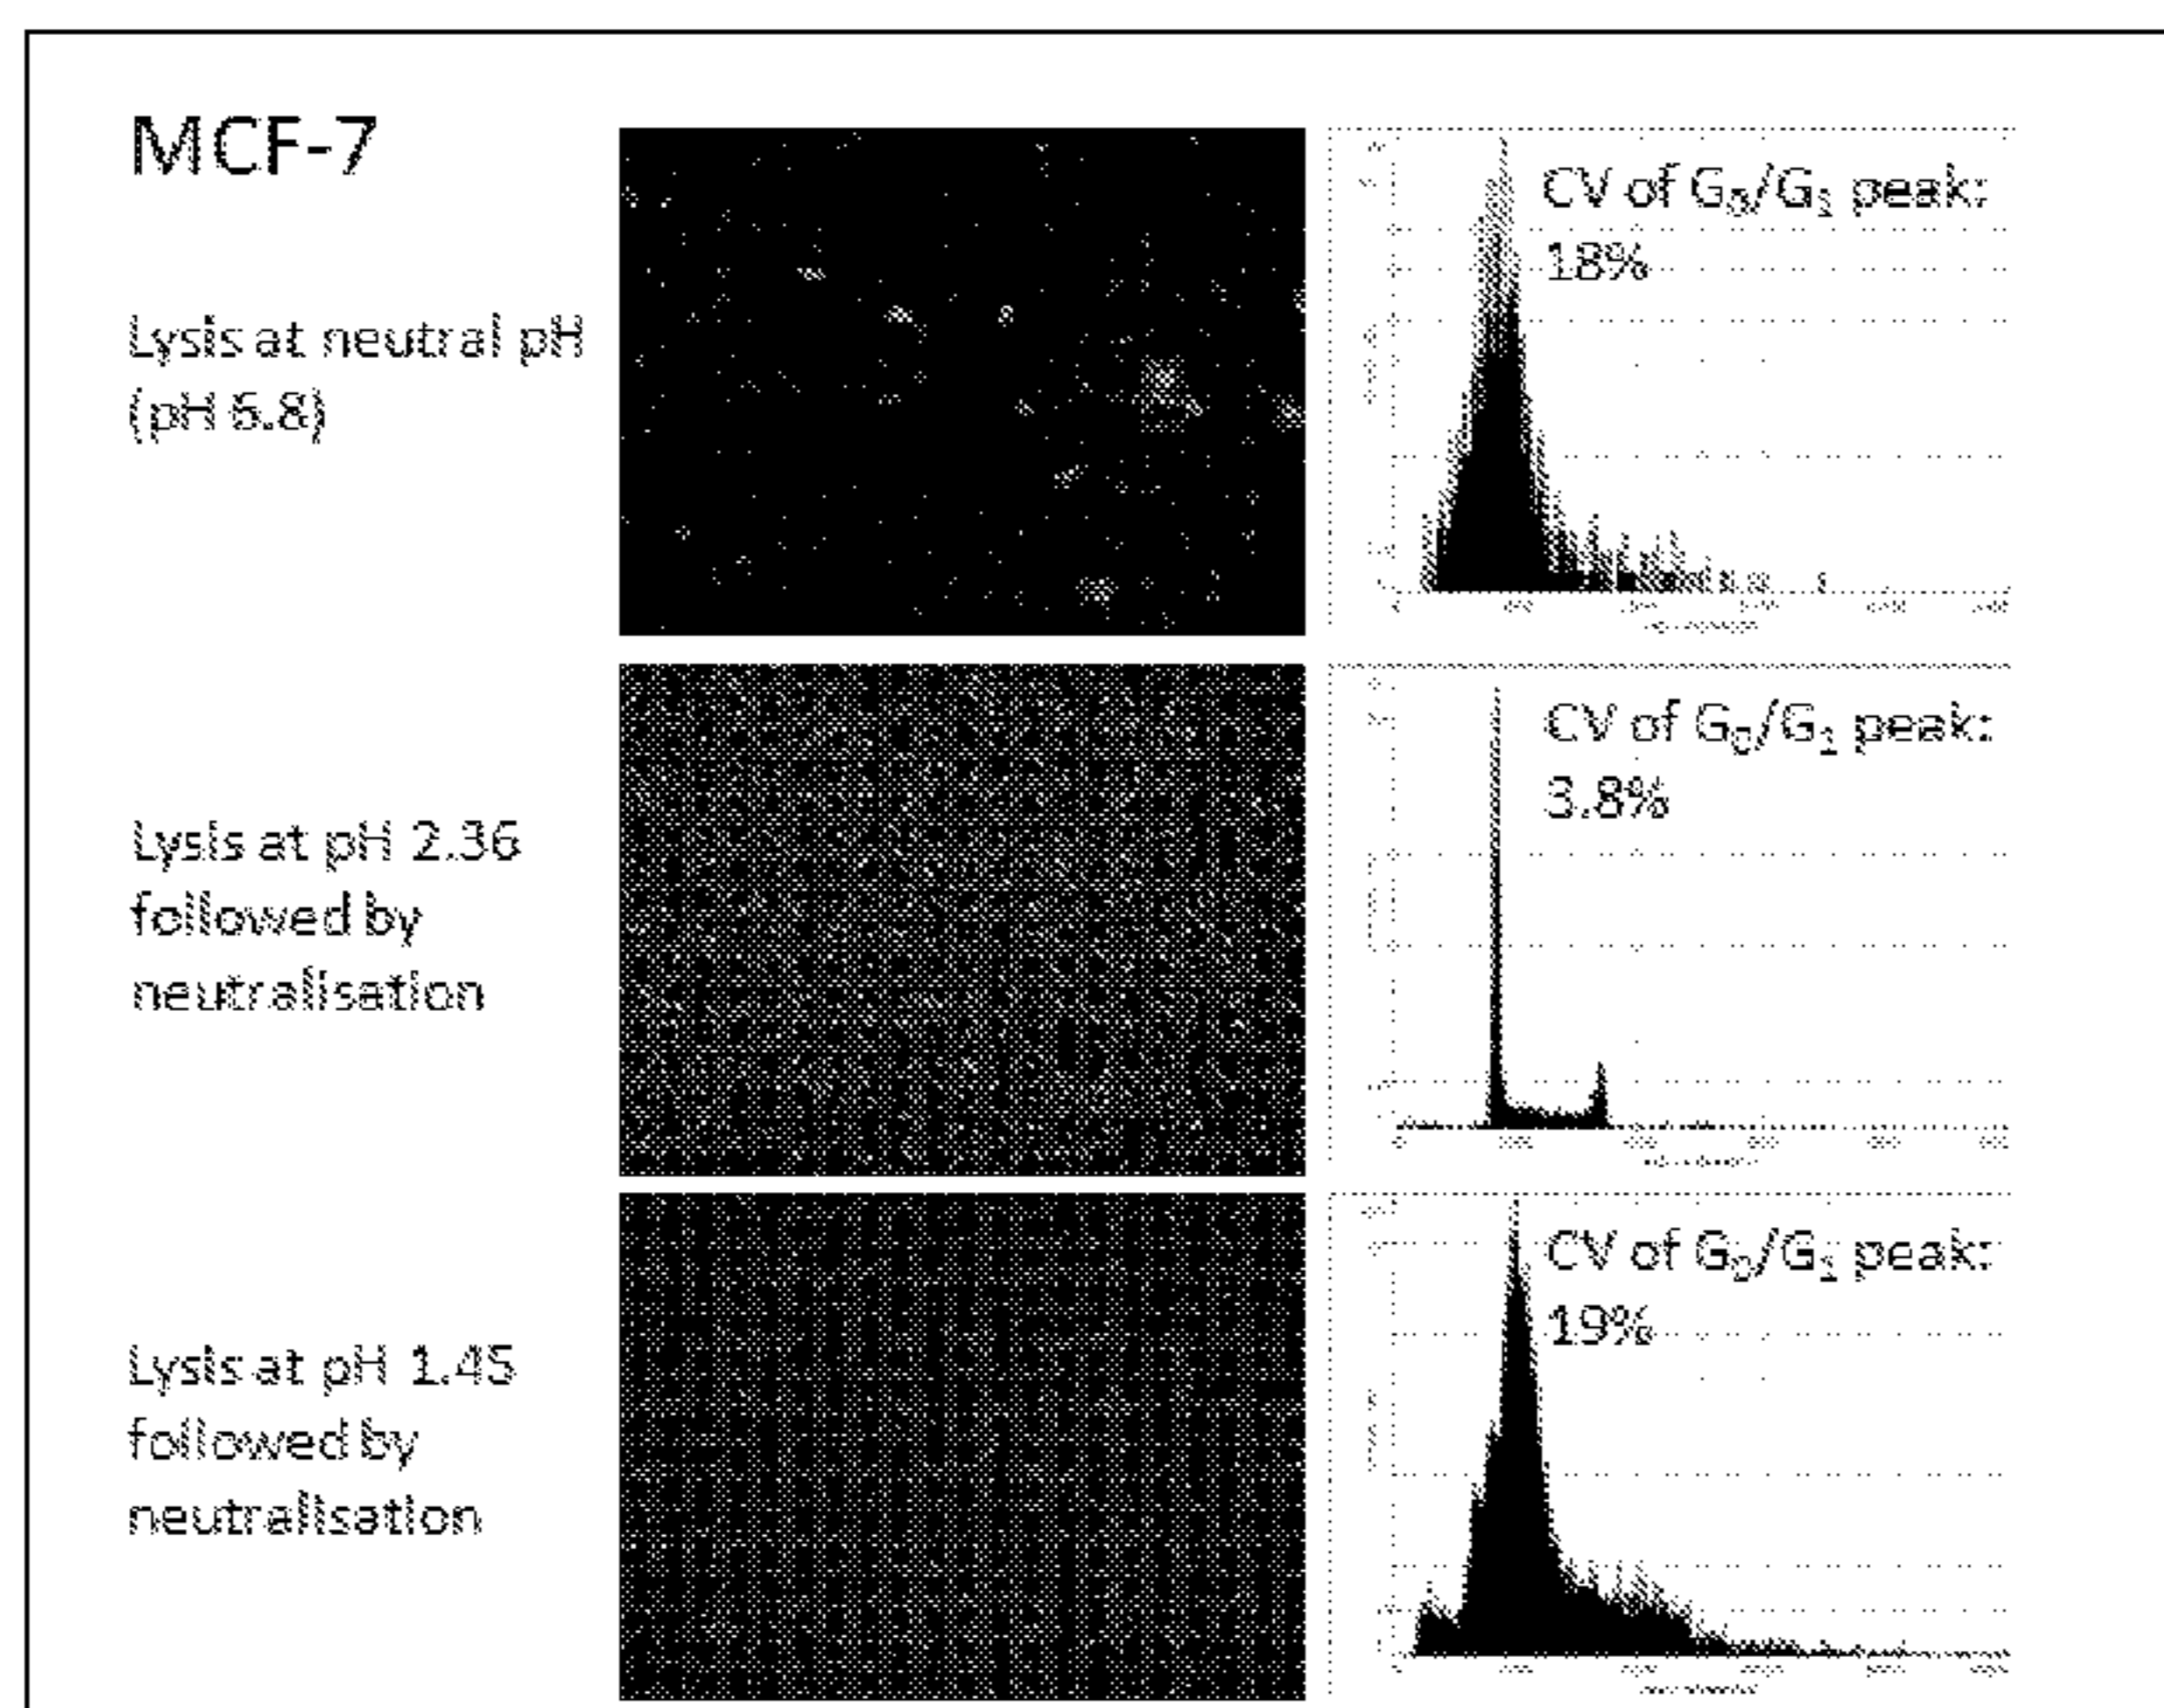 MCF-7
Lysis at neutral pH
(pH 6.8)
CV of G₀/G₁ peak:
18%
Lysis at pH 2.36
followed by
neutralisation
CV of G₀/G₁ peak:
3.8%
Lysis at pH 1.45
followed by
neutralisation
CV of G₀/G₁ peak:
19%